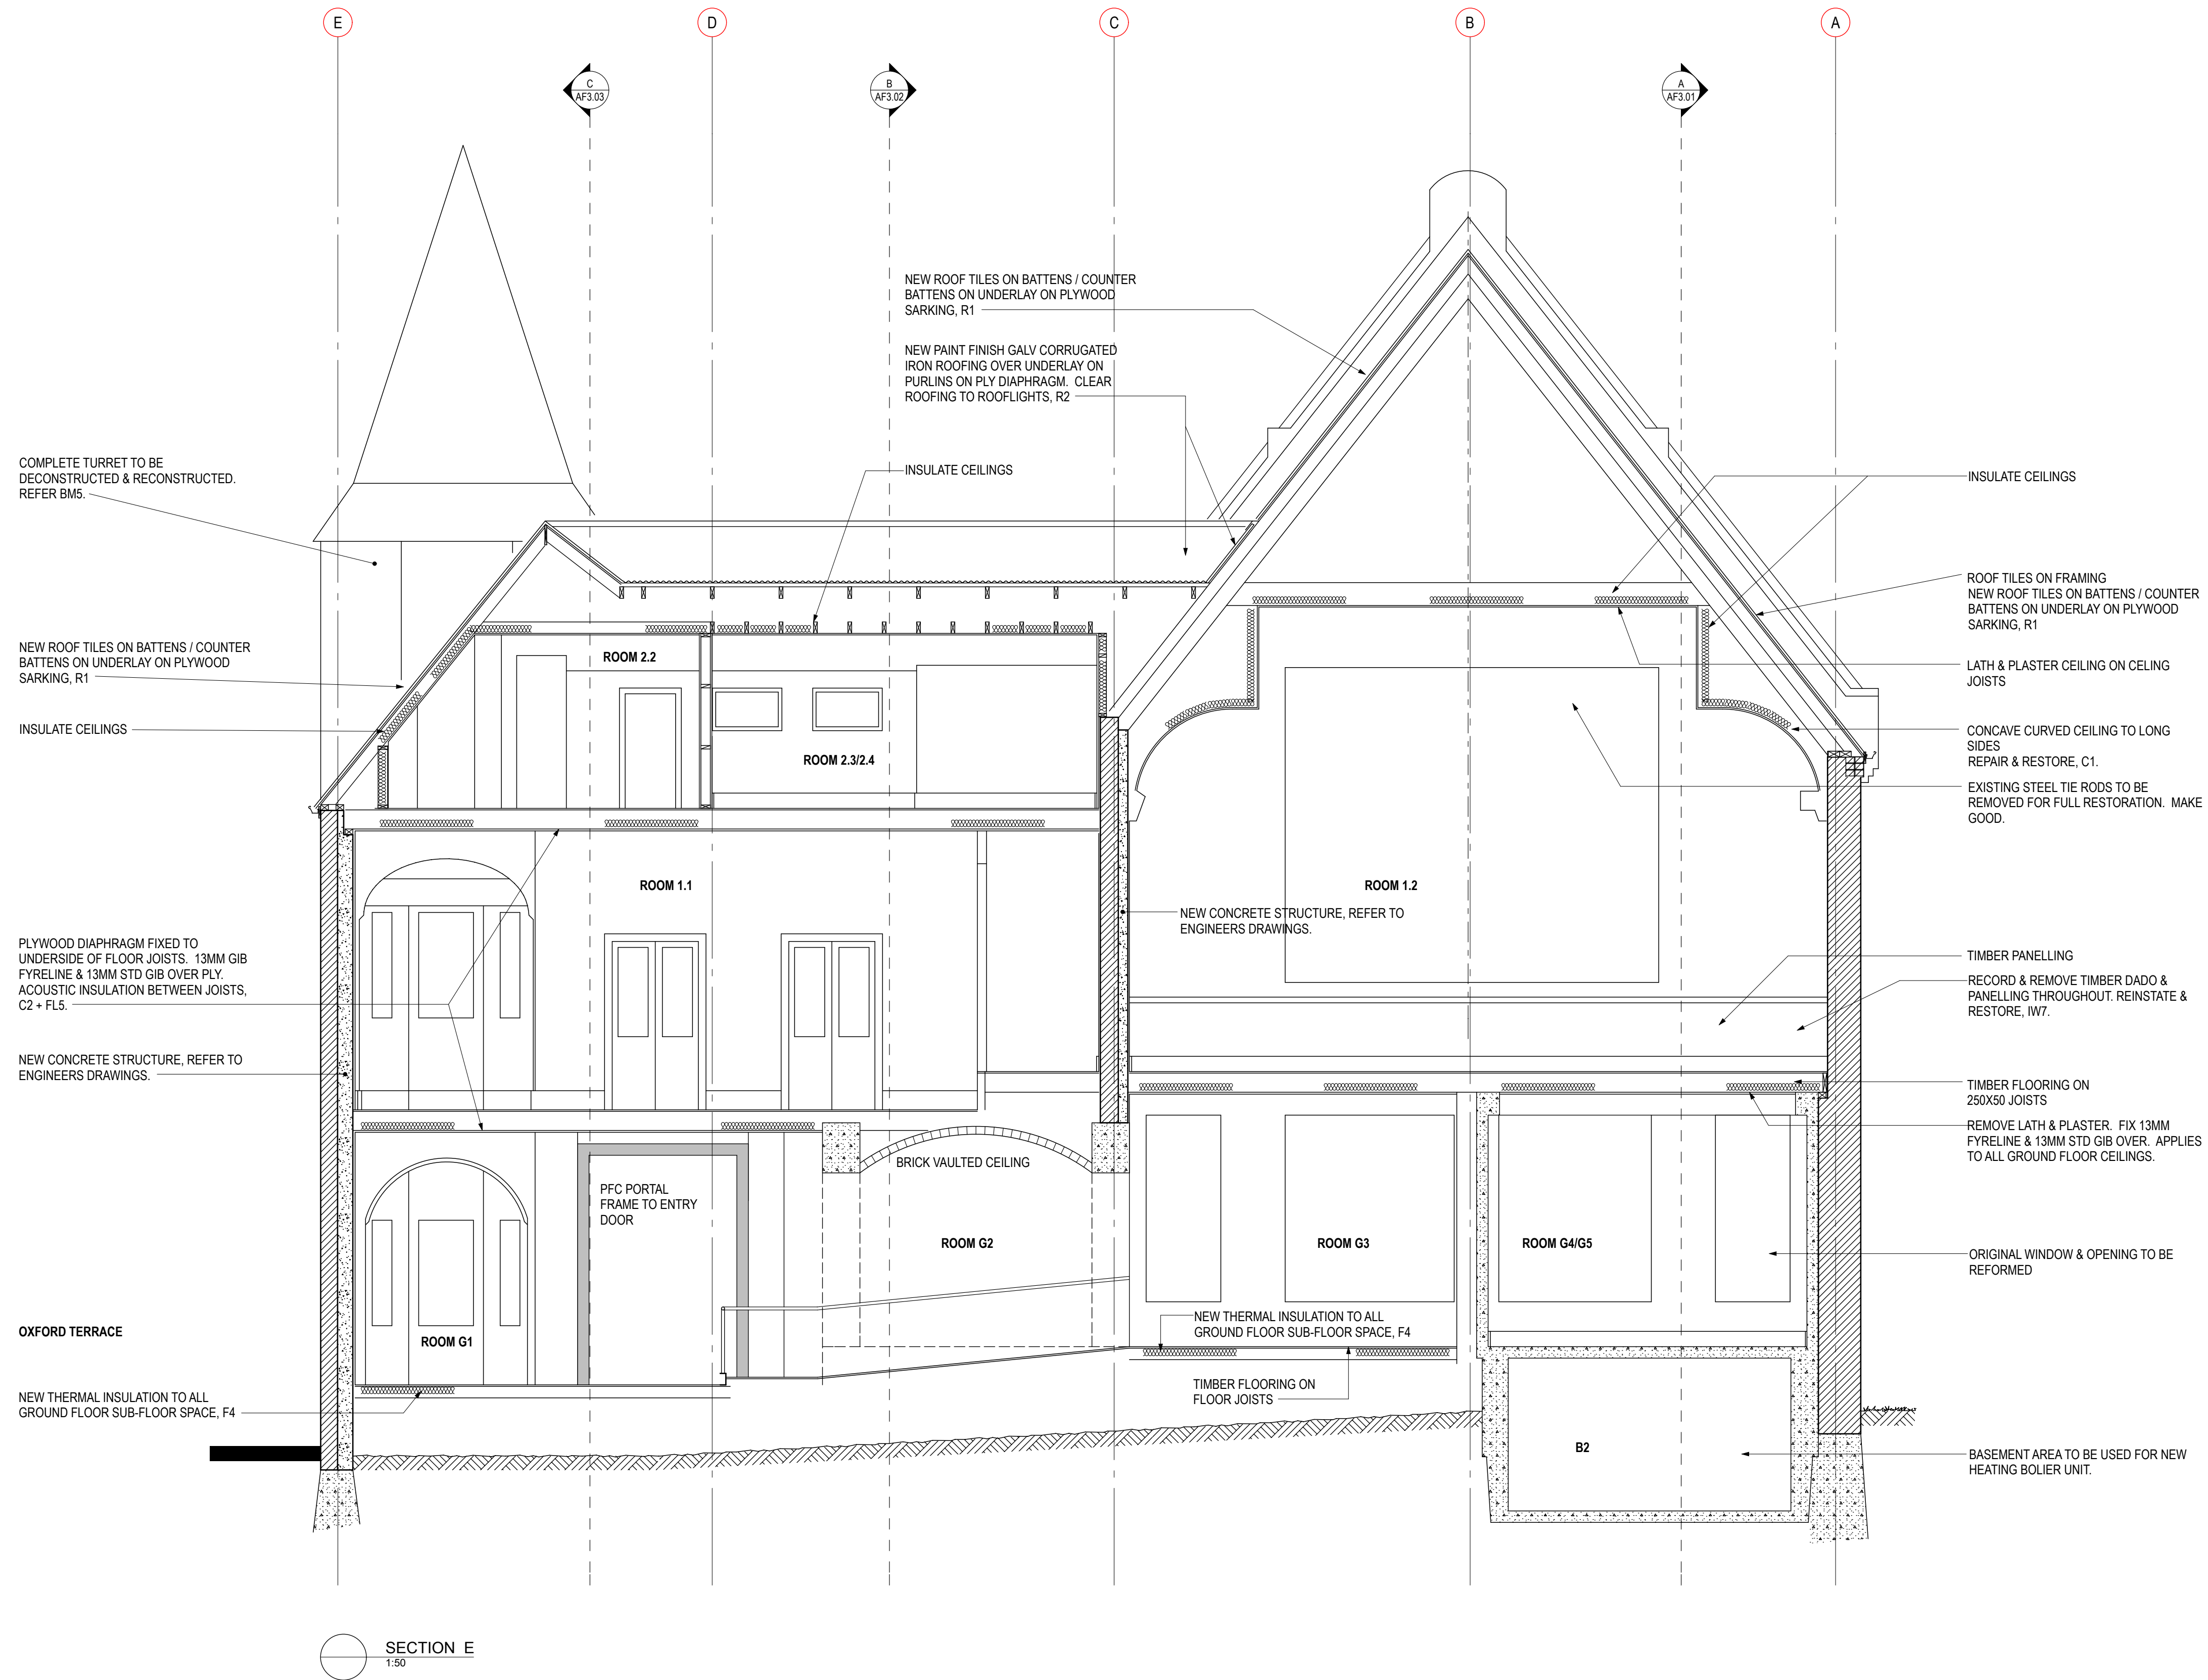 E
D
C
B
A
C
AF3.03
B
AF3.02
A
AF3.01
NEW ROOF TILES ON BATTENS / COUNTER
BATTENS ON UNDERLAY ON PLYWOOD
SARKING, R1
NEW PAINT FINISH GALV CORRUGATED
IRON ROOFING OVER UNDERLAY ON
PURLINS ON PLY DIAPHRAGM. CLEAR
ROOFING TO ROOFLIGHTS, R2
INSULATE CEILINGS
COMPLETE TURRET TO BE
DECONSTRUCTED & RECONSTRUCTED.
REFER BM5.
NEW ROOF TILES ON BATTENS / COUNTER
BATTENS ON UNDERLAY ON PLYWOOD
SARKING, R1
INSULATE CEILINGS
PLYWOOD DIAPHRAGM FIXED TO
UNDERSIDE OF FLOOR JOISTS. 13MM GIB
FYRELINE & 13MM STD GIB OVER PLY.
ACOUSTIC INSULATION BETWEEN JOISTS,
C2 + FL5.
NEW CONCRETE STRUCTURE, REFER TO
ENGINEERS DRAWINGS.
OXFORD TERRACE
NEW THERMAL INSULATION TO ALL
GROUND FLOOR SUB-FLOOR SPACE, F4
ROOM 2.2
ROOM 2.3/2.4
ROOM 1.1
ROOM 1.2
NEW CONCRETE STRUCTURE, REFER TO
ENGINEERS DRAWINGS.
BRICK VAULTED CEILING
PFC PORTAL
FRAME TO ENTRY
DOOR
ROOM G1
ROOM G2
ROOM G3
ROOM G4/G5
NEW THERMAL INSULATION TO ALL
GROUND FLOOR SUB-FLOOR SPACE, F4
TIMBER FLOORING ON
FLOOR JOISTS
B2
INSULATE CEILINGS
ROOF TILES ON FRAMING
NEW ROOF TILES ON BATTENS / COUNTER
BATTENS ON UNDERLAY ON PLYWOOD
SARKING, R1
LATH & PLASTER CEILING ON CELING
JOISTS
CONCAVE CURVED CEILING TO LONG
SIDES
REPAIR & RESTORE, C1.
EXISTING STEEL TIE RODS TO BE
REMOVED FOR FULL RESTORATION. MAKE
GOOD.
TIMBER PANELLING
RECORD & REMOVE TIMBER DADO &
PANELLING THROUGHOUT. REINSTATE &
RESTORE, IW7.
TIMBER FLOORING ON
250X50 JOISTS
REMOVE LATH & PLASTER. FIX 13MM
FYRELINE & 13MM STD GIB OVER. APPLIES
TO ALL GROUND FLOOR CEILINGS.
ORIGINAL WINDOW & OPENING TO BE
REFORMED
BASEMENT AREA TO BE USED FOR NEW
HEATING BOLIER UNIT.
SECTION E
1:50